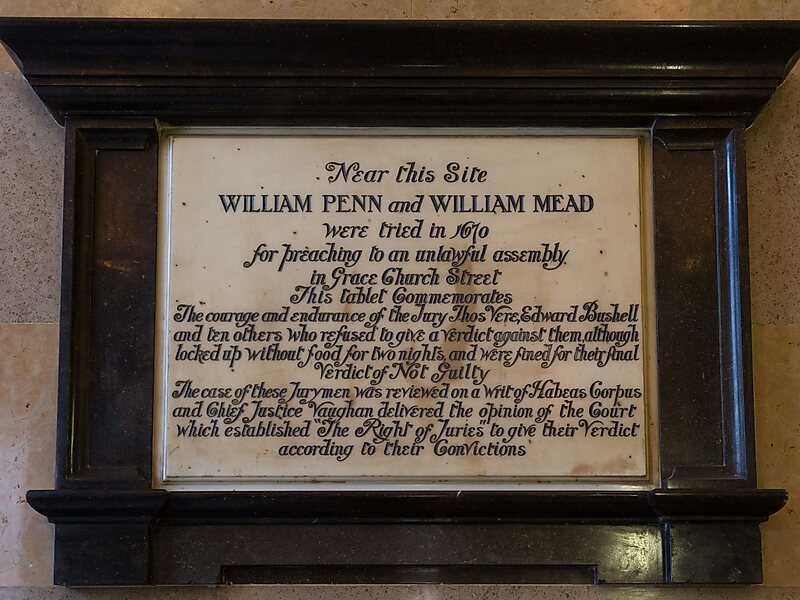 Near this Site
WILLIAM PENN and WILLIAM MEAD
were tried in 1670
for preaching to an unlawful assembly
in Grace Church Street
This tablet Commemorates
The courage and endurance of the Jury Thos Vere, Edward Bushell
and ten others who refused to give a verdict against them, although
locked up without food for two nights, and were fined for their final
Verdict of Not Guilty
The case of these Jurymen was reviewed on a Writ of Habeas Corpus
and Chief Justice Vaughan delivered the opinion of the Court
which established "The Right of Juries" to give their Verdict
according to their Convictions